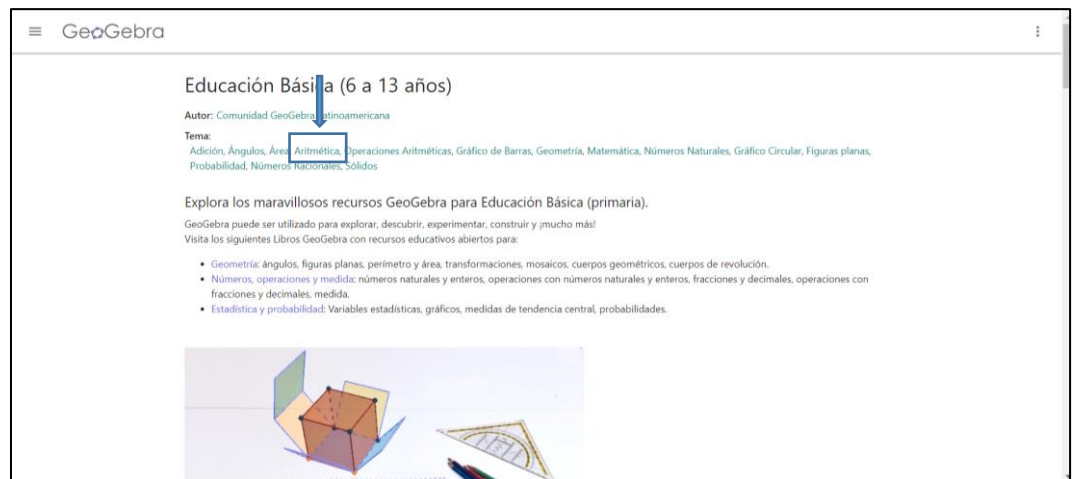 GeoGebra
Educación Básica (6 a 13 años)
Autor: Comunidad GeoGebra Latinoamericana
Tema:
Adición, Ángulos, Área, Aritmética, Operaciones Aritméticas, Gráfico de Barras, Geometría, Matemática, Números Naturales, Gráfico Circular, Figuras planas,
Probabilidad, Números Racionales, Sólidos
Explora los maravillosos recursos GeoGebra para Educación Básica (primaria).
GeoGebra puede ser utilizado para explorar, descubrir, experimentar, construir y ¡mucho más!
Visita los siguientes Libros GeoGebra con recursos educativos abiertos para:
• Geometría: ángulos, figuras planas, perímetro y área, transformaciones, mosaicos, cuerpos geométricos, cuerpos de revolución.
• Números, operaciones y medida: números naturales y enteros, operaciones con números naturales y enteros, fracciones y decimales, operaciones con
fracciones y decimales, medida.
• Estadística y probabilidad: Variables estadísticas, gráficos, medidas de tendencia central, probabilidades.